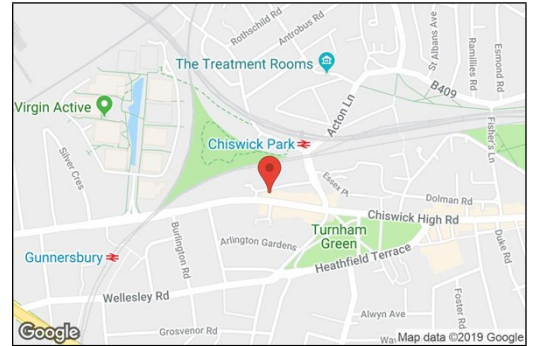 Rothschild Rd
Antrobus Rd
St Albans Ave
Ramillies Rd
Esmond Rd
The Treatment Rooms
B409
Virgin Active
Acton Ln
Fisher's Ln
Chiswick Park
Silver Cres
Essex Pl
Dolman Rd
Chiswick High Rd
Turnham
Green
Burlington Rd
Arlington Gardens
Duke Rd
Gunnersbury
Heathfield Terrace
Wellesley Rd
Foster Rd
Alwyn Ave
Grosvenor Rd
Google
Map data ©2019 Google